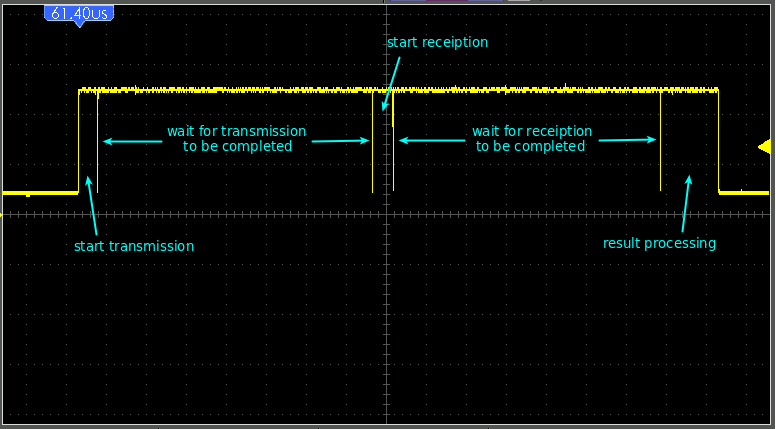 61.40us
start receiption
wait for transmission
to be completed
wait for receiption
to be completed
start transmission
result processing